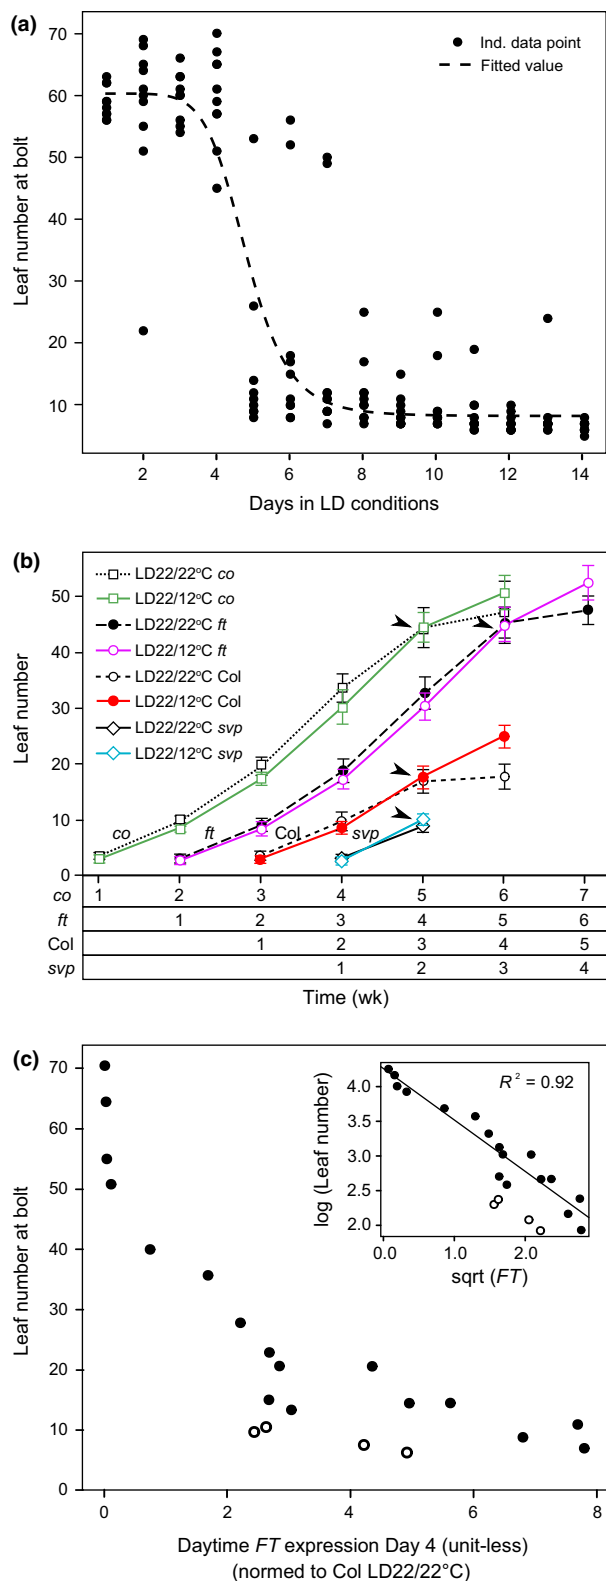 (a)
70
60
50
40
30
20
10
Leaf number at bolt
Ind. data point
Fitted value
2 4 6 8 10 12 14
Days in LD conditions
(b)
50
40
30
20
10
0
Leaf number
LD22/22°C co
LD22/12°C co
LD22/22°C ft
LD22/12°C ft
LD22/22°C Col
LD22/12°C Col
LD22/22°C svp
LD22/12°C svp
co ft Col svp
co 1 2 3 4 5 6 7
ft 1 2 3 4 5 6
Col 1 2 3 4 5
svp 1 2 3 4
Time (wk)
(c)
70
60
50
40
30
20
10
0
Leaf number at bolt
R² = 0.92
4.0
3.5
3.0
2.5
2.0
log (Leaf number)
0.0 1.0 2.0
sqrt (FT)
0 2 4 6 8
Daytime FT expression Day 4 (unit-less)
(normed to Col LD22/22°C)